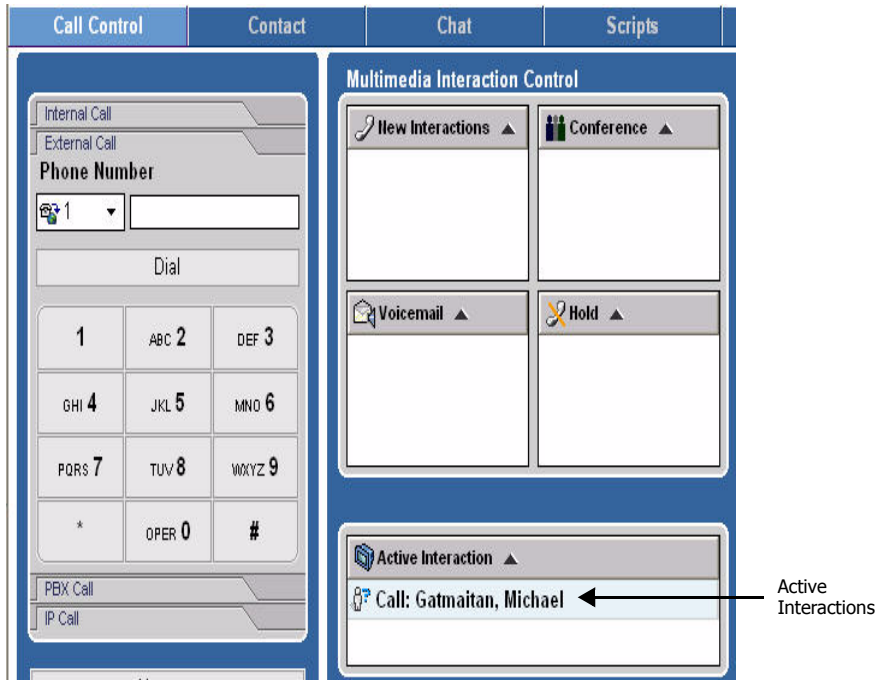 Call Control Contact Chat Scripts
Multimedia Interaction Control
Internal Call
External Call
Phone Number
1
Dial
1 ABC 2 DEF 3
GHI 4 JKL 5 MNO 6
PQRS 7 TUV 8 WXYZ 9
* OPER 0 #
PBX Call
IP Call
New Interactions
Conference
Voicemail
Hold
Active Interaction
Call: Gatmaitan, Michael
Active
Interactions